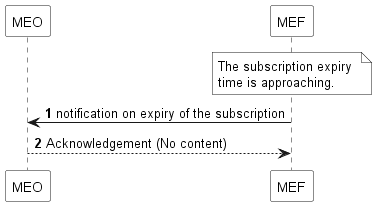 MEO
MEF
The subscription expiry
time is approaching.
1 notification on expiry of the subscription
2 Acknowledgement (No content)
MEO
MEF